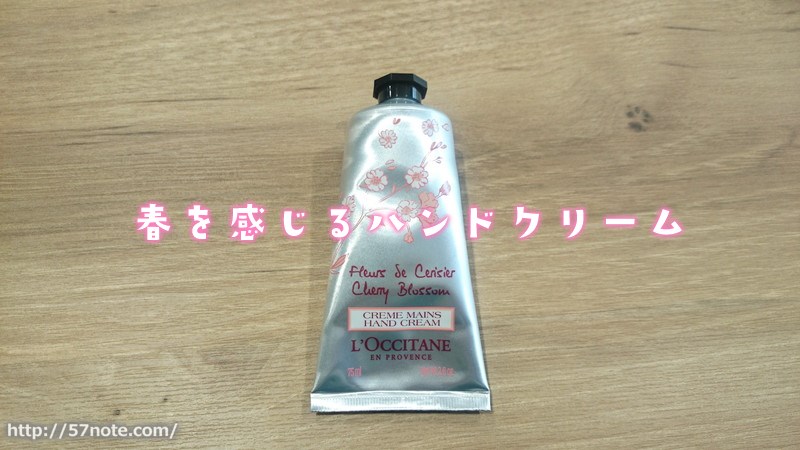 春を感じるハンドクリーム
Fleurs de Cerisier
Cherry Blossom
CREME MAINS
HAND CREAM
L'OCCITANE
EN PROVENCE
http://57note.com/